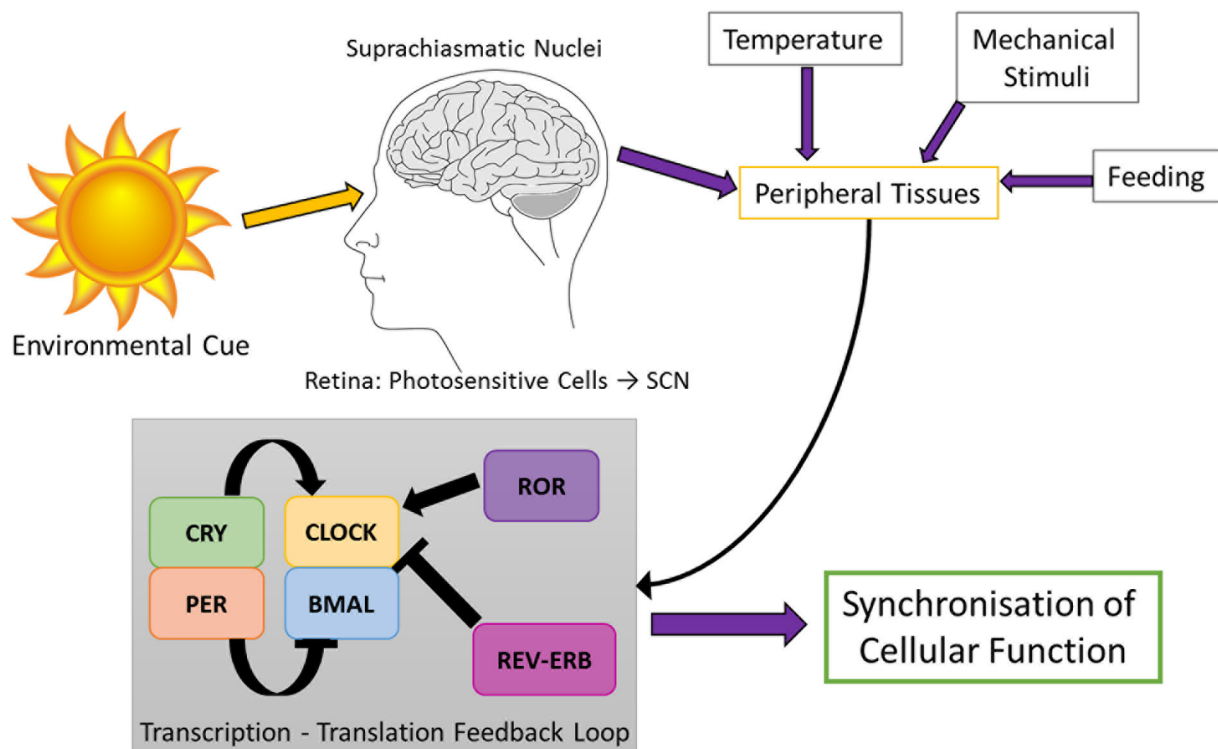 Suprachiasmatic Nuclei
Temperature
Mechanical
Stimuli
Peripheral Tissues
Feeding
Environmental Cue
Retina: Photosensitive Cells → SCN
CRY
CLOCK
ROR
PER
BMAL
REV-ERB
Transcription - Translation Feedback Loop
Synchronisation of
Cellular Function